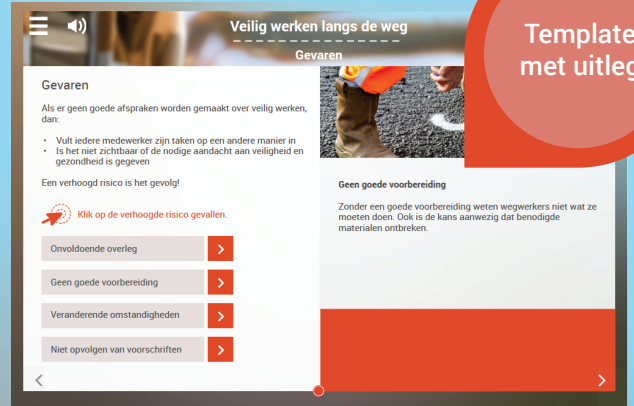 Veilig werken langs de weg
Gevaren
Template
met uitleg
Gevaren
Als er geen goede afspraken worden gemaakt over veilig werken,
dan:
• Vult iedere medewerker zijn taken op een andere manier in
• Is het niet zichtbaar of de nodige aandacht aan veiligheid en
gezondheid is gegeven
Een verhoogd risico is het gevolg!
Klik op de verhoogde risico gevallen.
Onvoldoende overleg
Geen goede voorbereiding
Veranderende omstandigheden
Niet opvolgen van voorschriften
Geen goede voorbereiding
Zonder een goede voorbereiding weten wegwerkers niet wat ze
moeten doen. Ook is de kans aanwezig dat benodigde
materialen ontbreken.